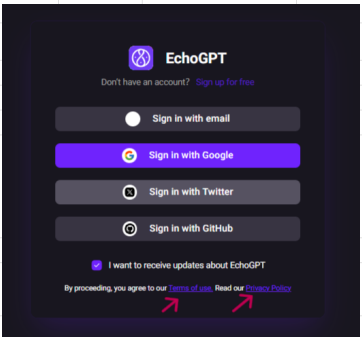 EchoGPT
Don't have an account? Sign up for free
Sign in with email
Sign in with Google
Sign in with Twitter
Sign in with GitHub
I want to receive updates about EchoGPT
By proceeding, you agree to our Terms of use. Read our Privacy Policy